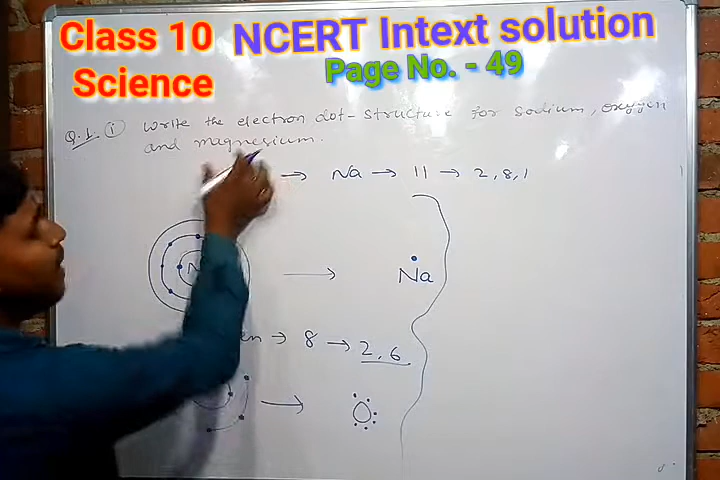 Class 10 NCERT Intext solution
Science Page No. - 49
Q.1. (i) Write the electron dot-structure for sodium, oxygen
and magnesium.
→ Na → 11 → 2,8,1
→ Na
→ 8 → 2,6
→ O